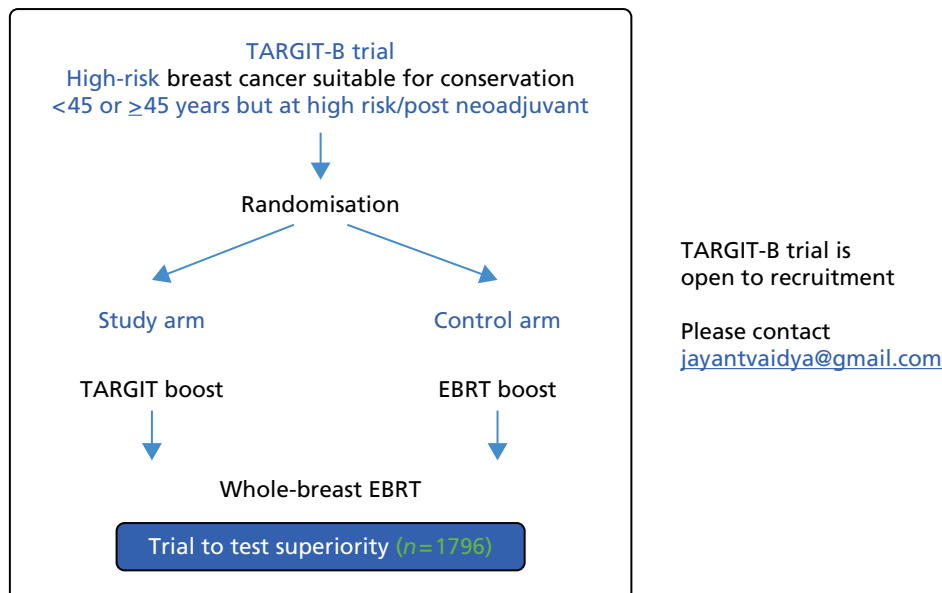 TARGIT-B trial
High-risk breast cancer suitable for conservation
<45 or ≥45 years but at high risk/post neoadjuvant
Randomisation
Study arm
Control arm
TARGIT boost
EBRT boost
Whole-breast EBRT
Trial to test superiority (n=1796)
TARGIT-B trial is
open to recruitment
Please contact
jayantvaidya@gmail.com